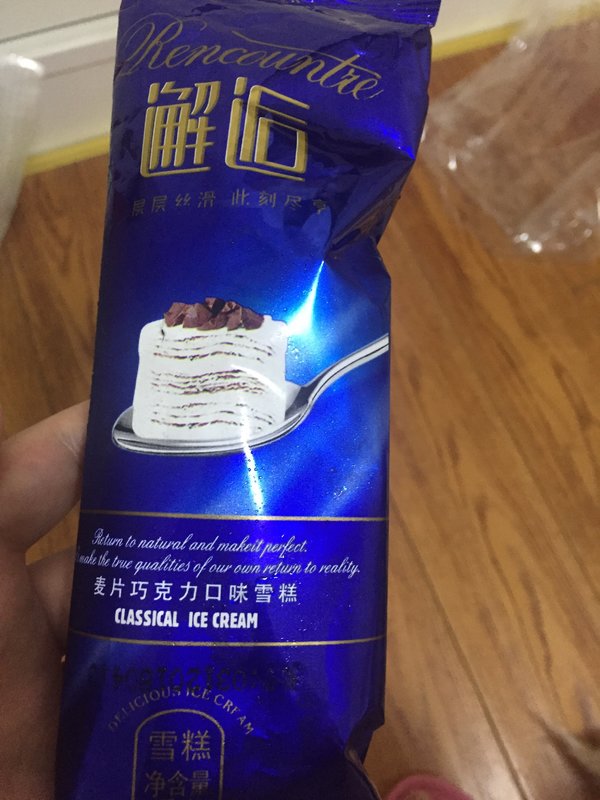 Rencountre
邂逅
层层丝滑 此刻尽享
Return to natural and makeit perfect.
make the true qualities of our own return to reality.
麦片巧克力口味雪糕
CLASSICAL ICE CREAM
DELICIOUS ICE CREAM
雪糕
净含量